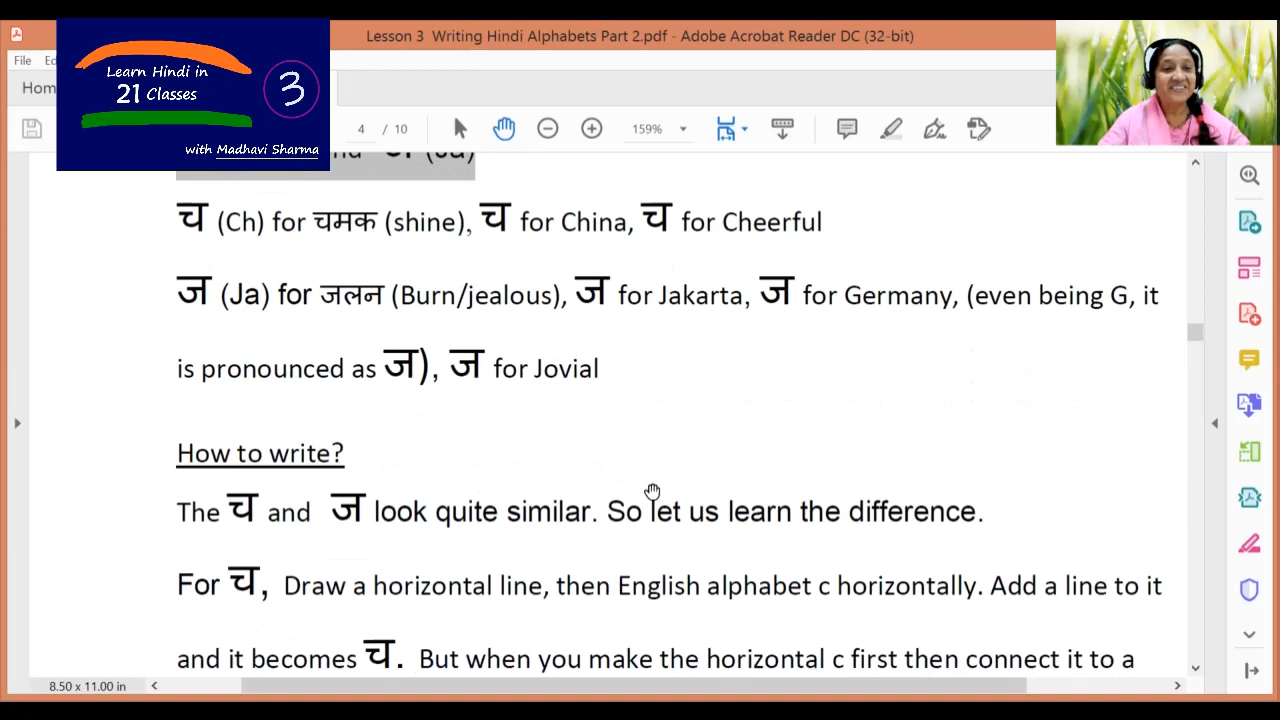 Lesson 3 Writing Hindi Alphabets Part 2.pdf - Adobe Acrobat Reader DC (32-bit)
Learn Hindi in
21 Classes
3
with Madhavi Sharma
File
4 / 10
159%
(Ja)
च (Ch) for चमक (shine), च for China, च for Cheerful
ज (Ja) for जलन (Burn/jealous), ज for Jakarta, ज for Germany, (even being G, it
is pronounced as ज), ज for Jovial
How to write?
The च and ज look quite similar. So let us learn the difference.
For च, Draw a horizontal line, then English alphabet c horizontally. Add a line to it
and it becomes च. But when you make the horizontal c first then connect it to a
8.50 x 11.00 in